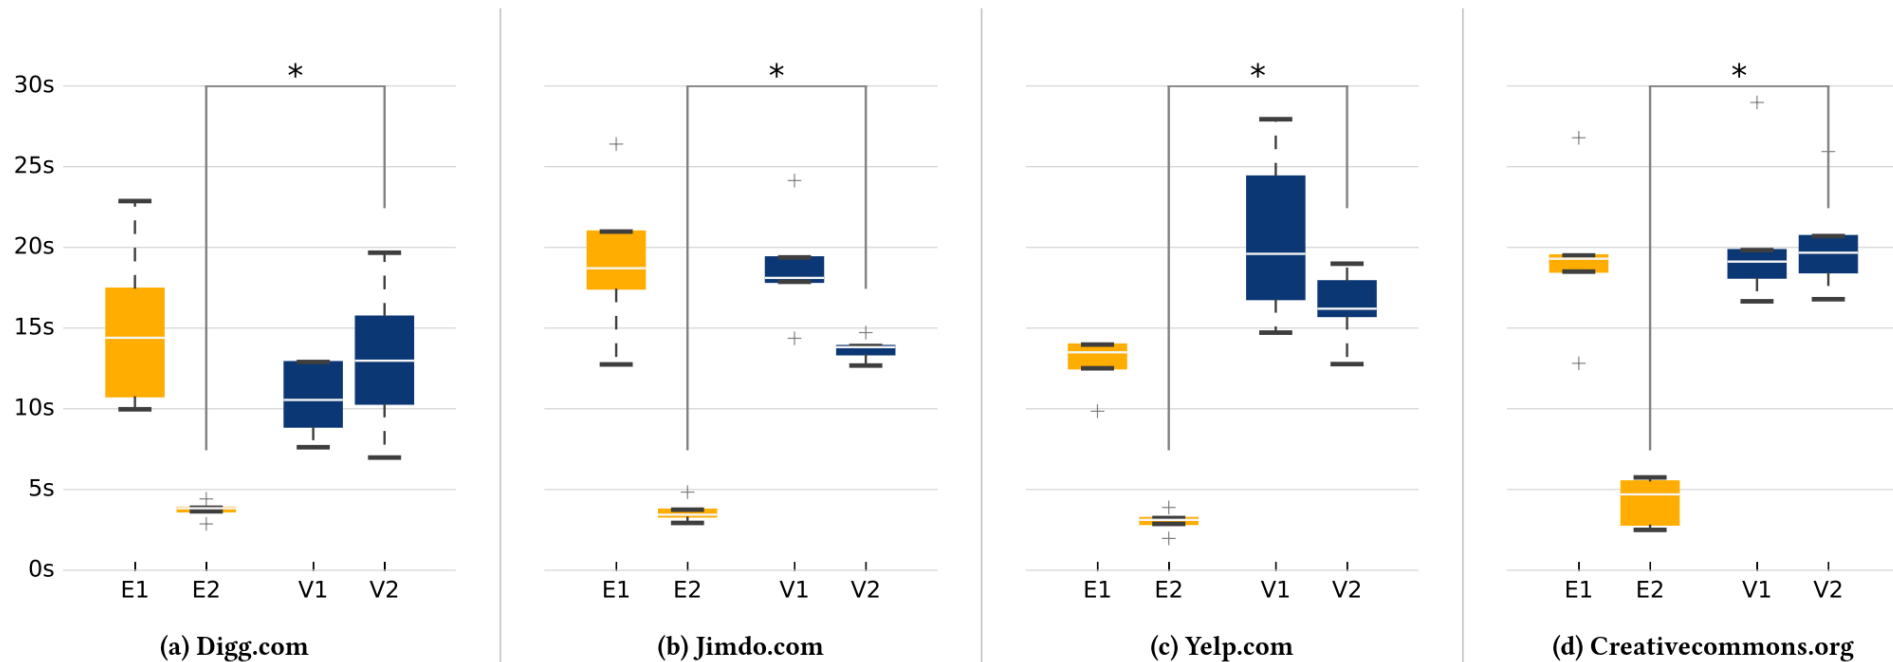 * * * *
30s
25s
20s
15s
10s
5s
0s
E1 E2 V1 V2 E1 E2 V1 V2 E1 E2 V1 V2 E1 E2 V1 V2
(a) Digg.com (b) Jimdo.com (c) Yelp.com (d) Creativecommons.org